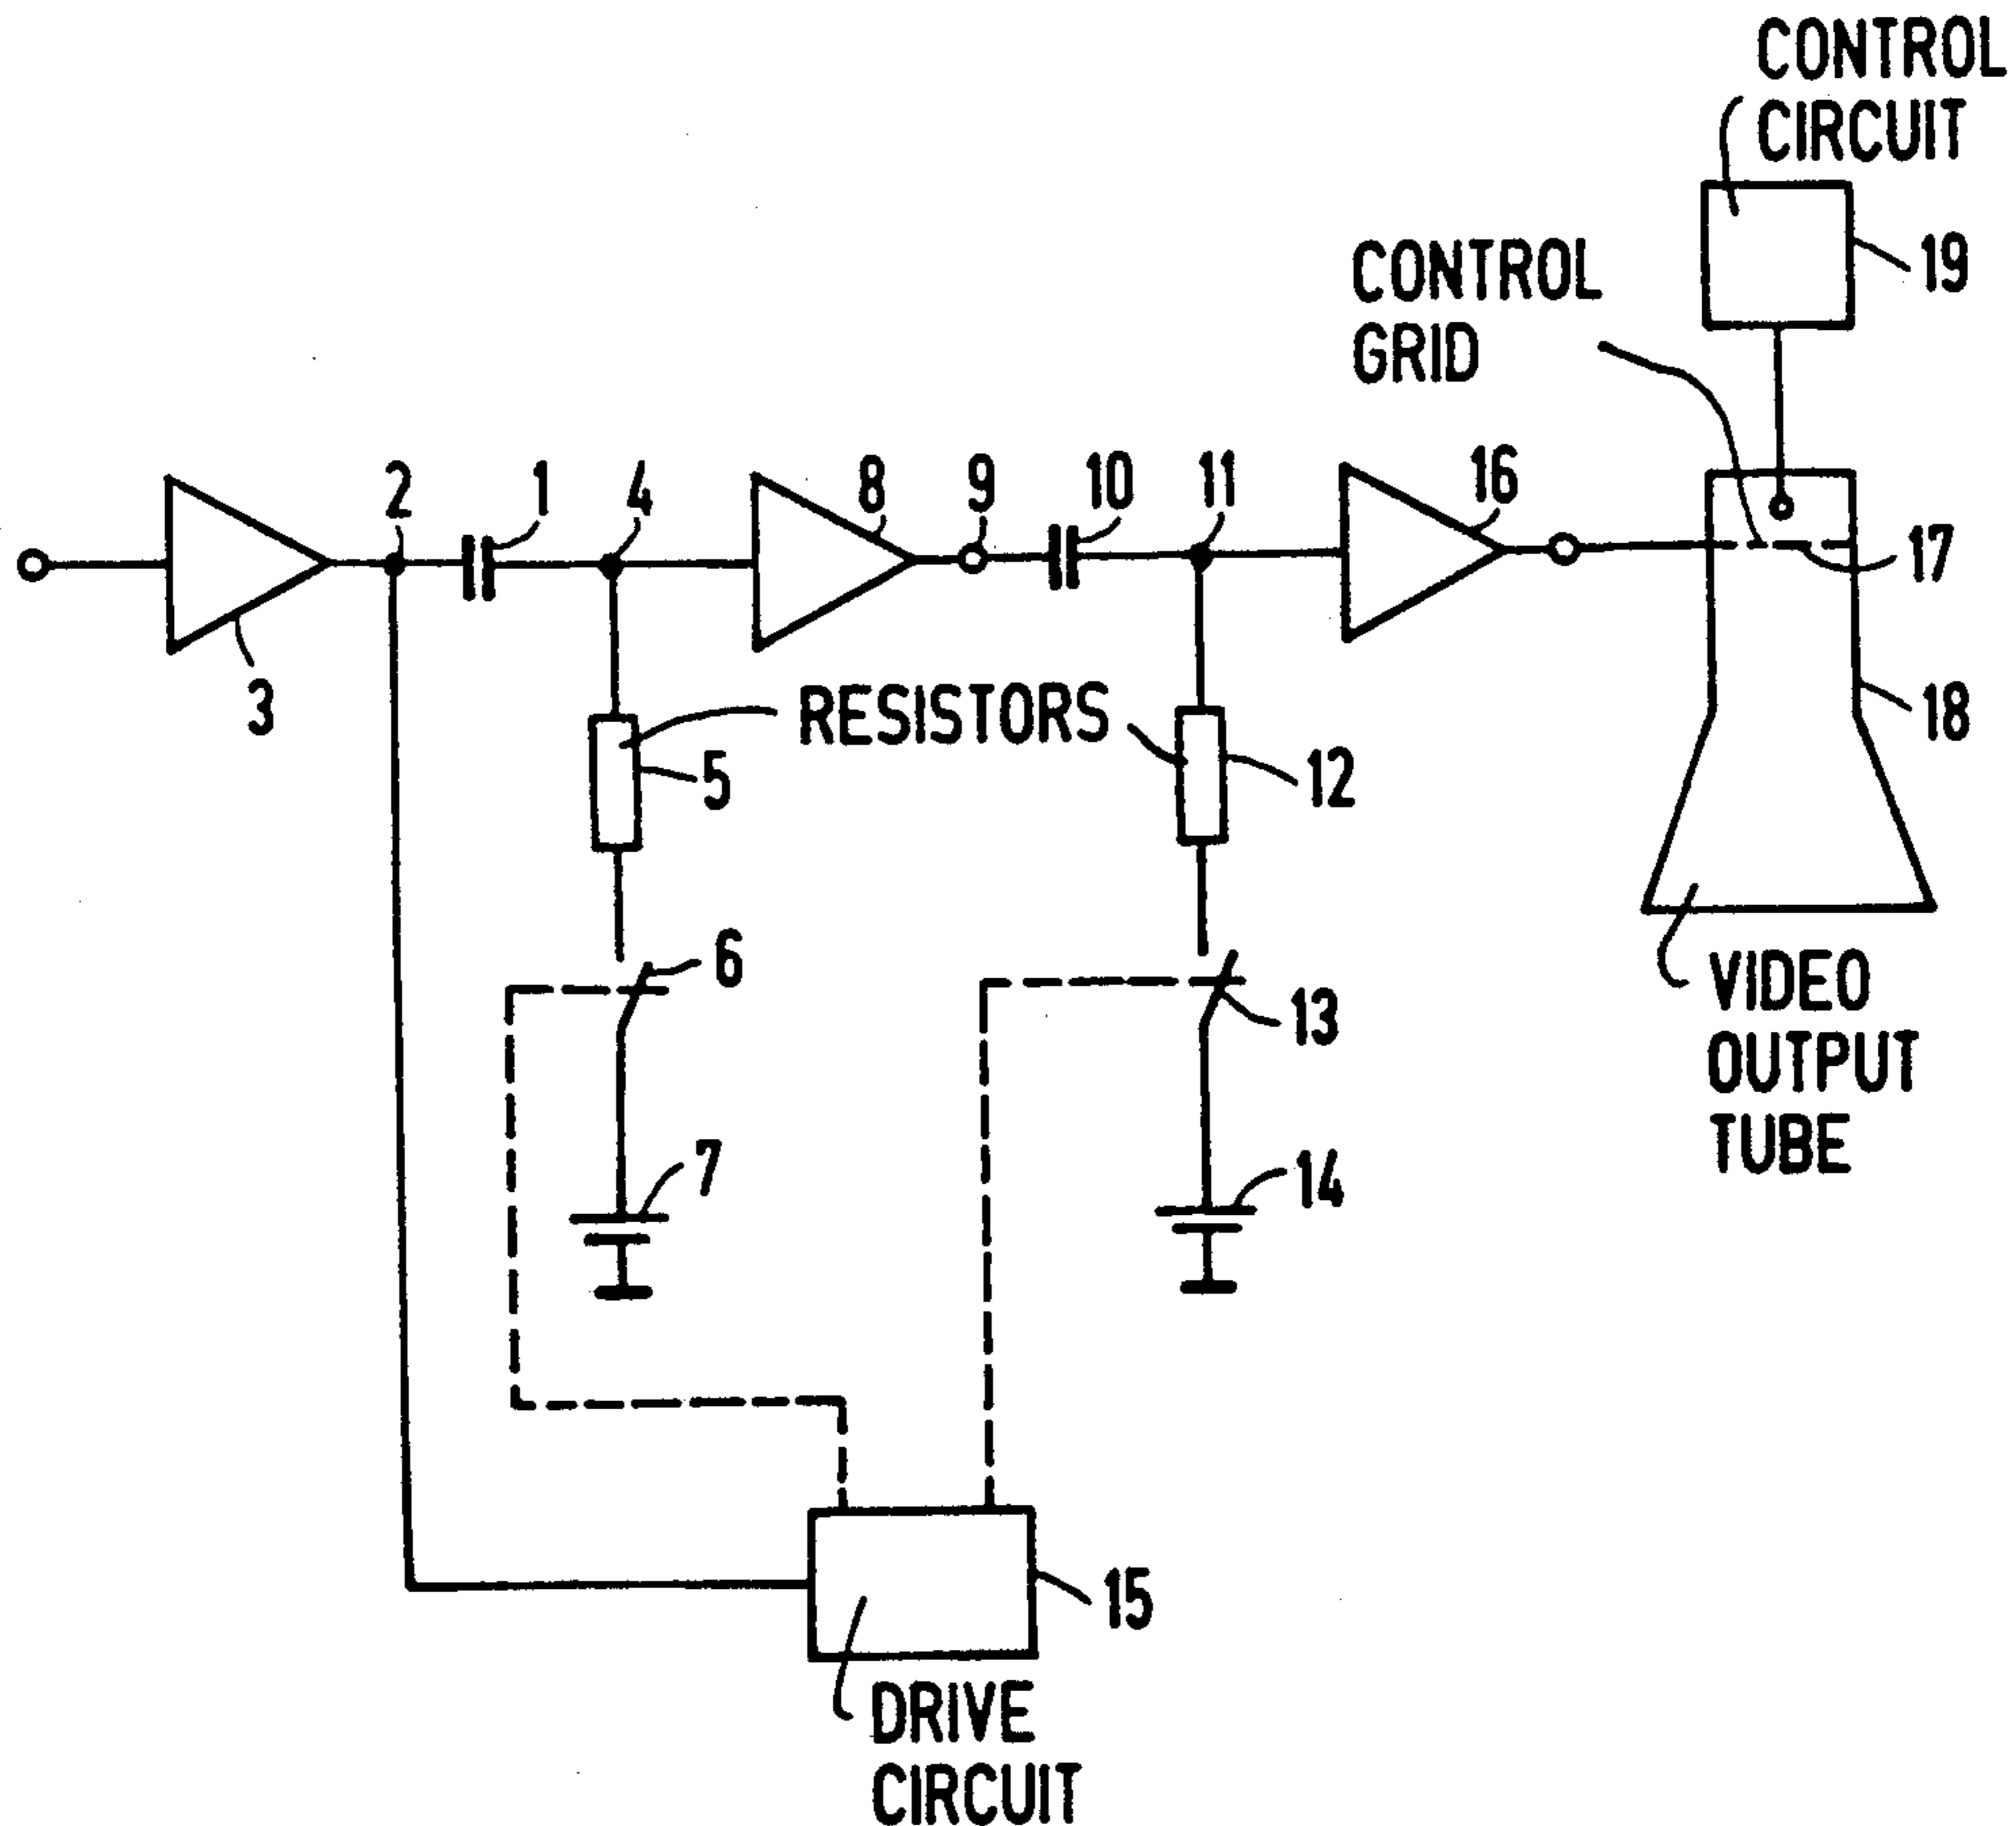 CONTROL
CIRCUIT
19
CONTROL
GRID
2
1
4
8
9
10
11
16
17
3
RESISTORS
5
12
18
6
13
VIDEO
OUTPUT
TUBE
7
14
15
DRIVE
CIRCUIT